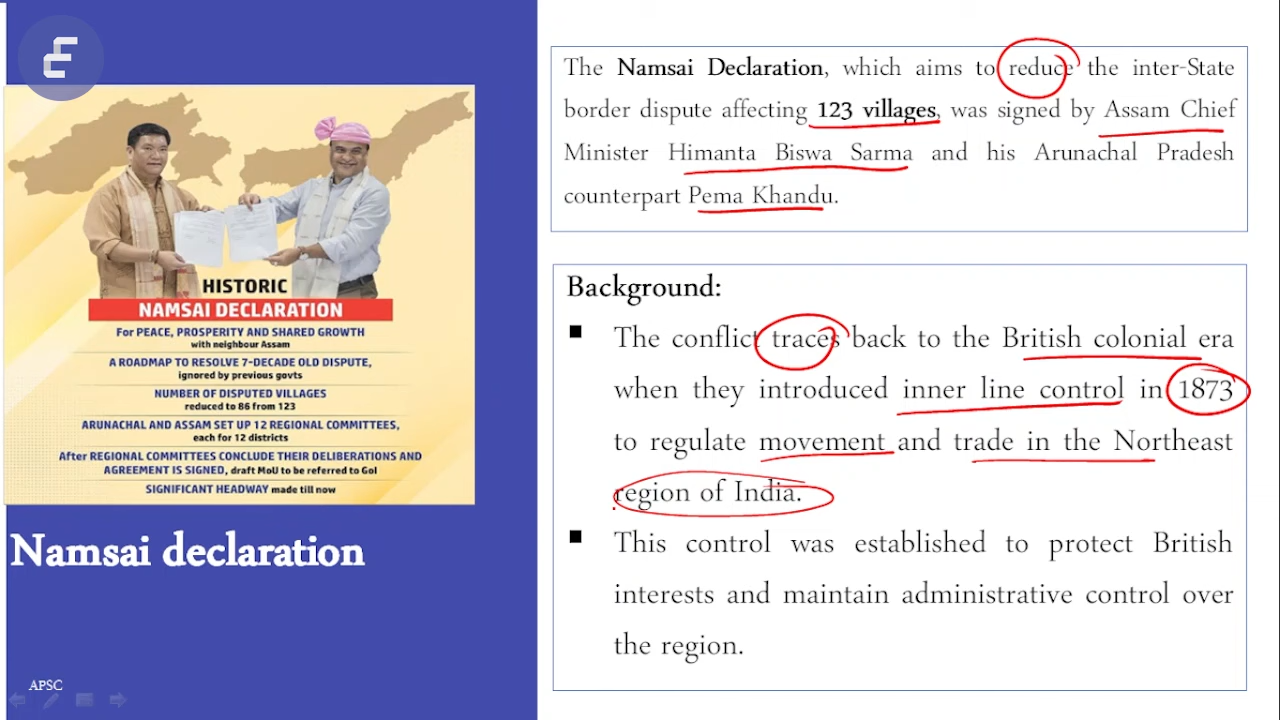 HISTORIC
NAMSAI DECLARATION
For PEACE, PROSPERITY AND SHARED GROWTH
with neighbour Assam
A ROADMAP TO RESOLVE 7-DECADE OLD DISPUTE,
ignored by previous govts
NUMBER OF DISPUTED VILLAGES
reduced to 86 from 123
ARUNACHAL AND ASSAM SET UP 12 REGIONAL COMMITTEES,
each for 12 districts
After REGIONAL COMMITTEES CONCLUDE THEIR DELIBERATIONS AND
AGREEMENT IS SIGNED, draft MoU to be referred to GoI
SIGNIFICANT HEADWAY made till now
Namsai declaration
APSC
The Namsai Declaration, which aims to reduce the inter-State
border dispute affecting 123 villages, was signed by Assam Chief
Minister Himanta Biswa Sarma and his Arunachal Pradesh
counterpart Pema Khandu.
Background:
The conflict traces back to the British colonial era
when they introduced inner line control in 1873
to regulate movement and trade in the Northeast
region of India.
This control was established to protect British
interests and maintain administrative control over
the region.